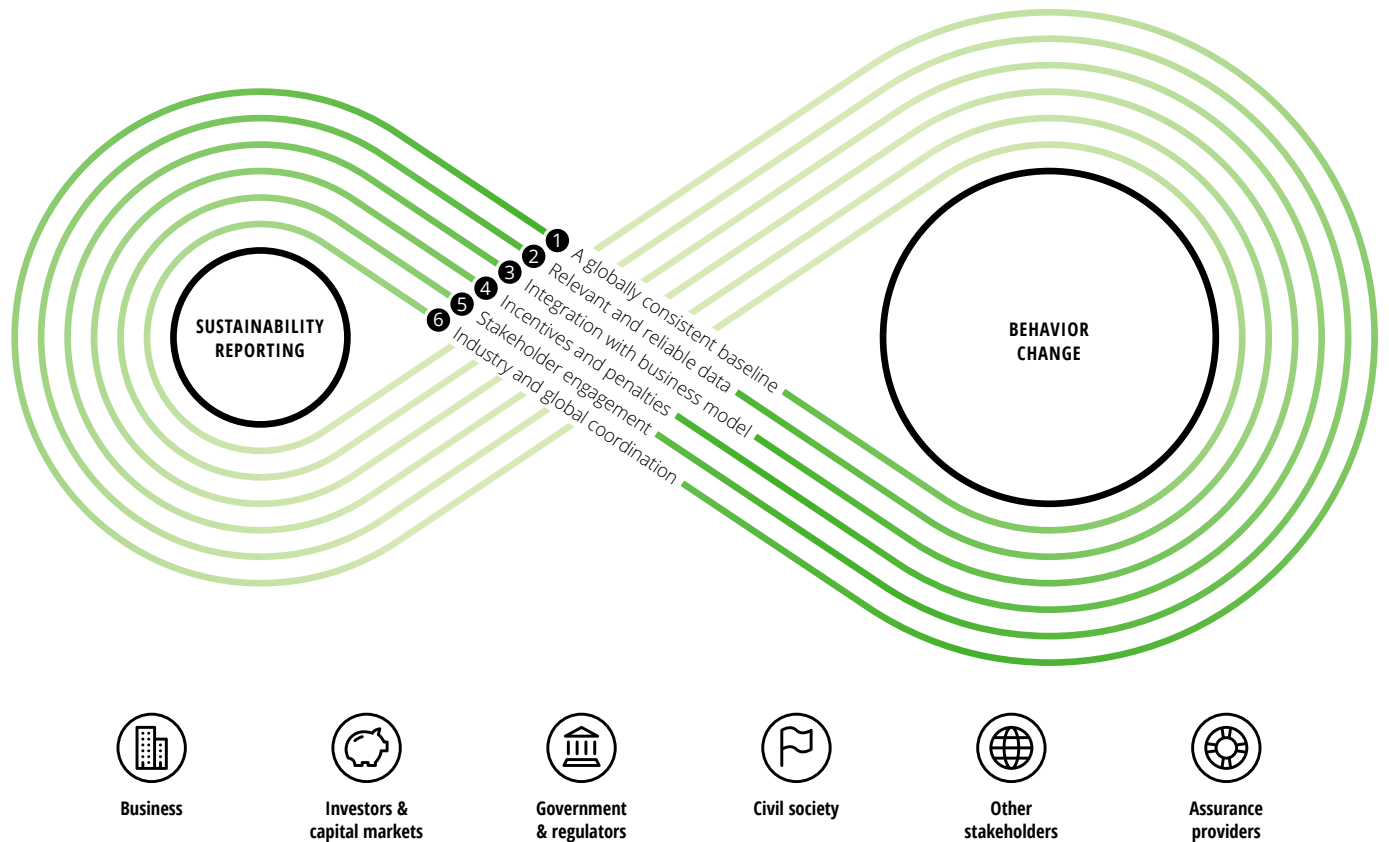 SUSTAINABILITY
REPORTING
1 A globally consistent baseline
2 Relevant and reliable data
3 Integration with business model
4 Incentives and penalties
5 Stakeholder engagement
6 Industry and global coordination
BEHAVIOR
CHANGE
Business
Investors &
capital markets
Government
& regulators
Civil society
Other
stakeholders
Assurance
providers